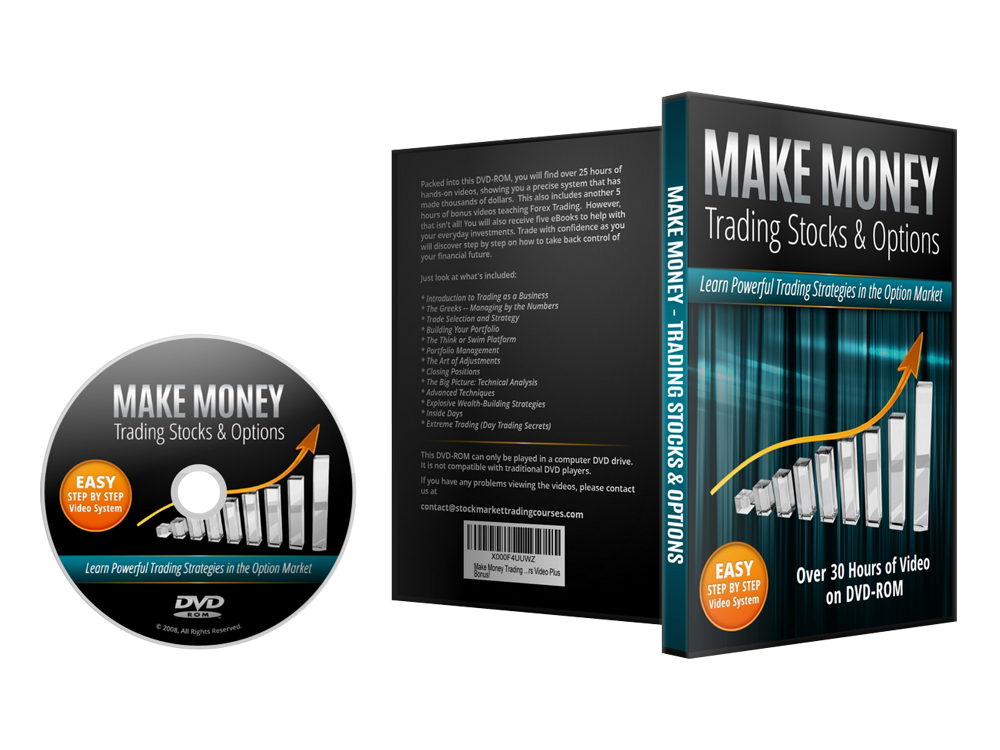 MAKE MONEY
Trading Stocks & Options
EASY
STEP BY STEP
Video System
Learn Powerful Trading Strategies in the Option Market
DVD
ROM
© 2008, All Rights Reserved.
Packed into this DVD-ROM, you will find over 25 hours of
hands-on videos, showing you a precise system that has
made thousands of dollars. This also includes another 5
hours of bonus videos teaching Forex Trading. However,
that isn't all! You will also receive five eBooks to help with
your everyday investments. Trade with confidence as you
will discover step by step on how to take back control of
your financial future.
Just look at what's included:
* Introduction to Trading as a Business
* The Greeks -- Managing by the Numbers
* Trade Selection and Strategy
* Building Your Portfolio
* The Think or Swim Platform
* Portfolio Management
* The Art of Adjustments
* Closing Positions
* The Big Picture: Technical Analysis
* Advanced Techniques
* Explosive Wealth-Building Strategies
* Inside Days
* Extreme Trading (Day Trading Secrets)
This DVD-ROM can only be played in a computer DVD drive.
It is not compatible with traditional DVD players.
If you have any problems viewing the videos, please contact
us at
contact@stockmarkettradingcourses.com
X000F4UUWZ
Make Money Trading ...rs Video Plus
Bonus!
MAKE MONEY - TRADING STOCKS & OPTIONS
MAKE MONEY
Trading Stocks & Options
Learn Powerful Trading Strategies in the Option Market
EASY
STEP BY STEP
Video System
Over 30 Hours of Video
on DVD-ROM